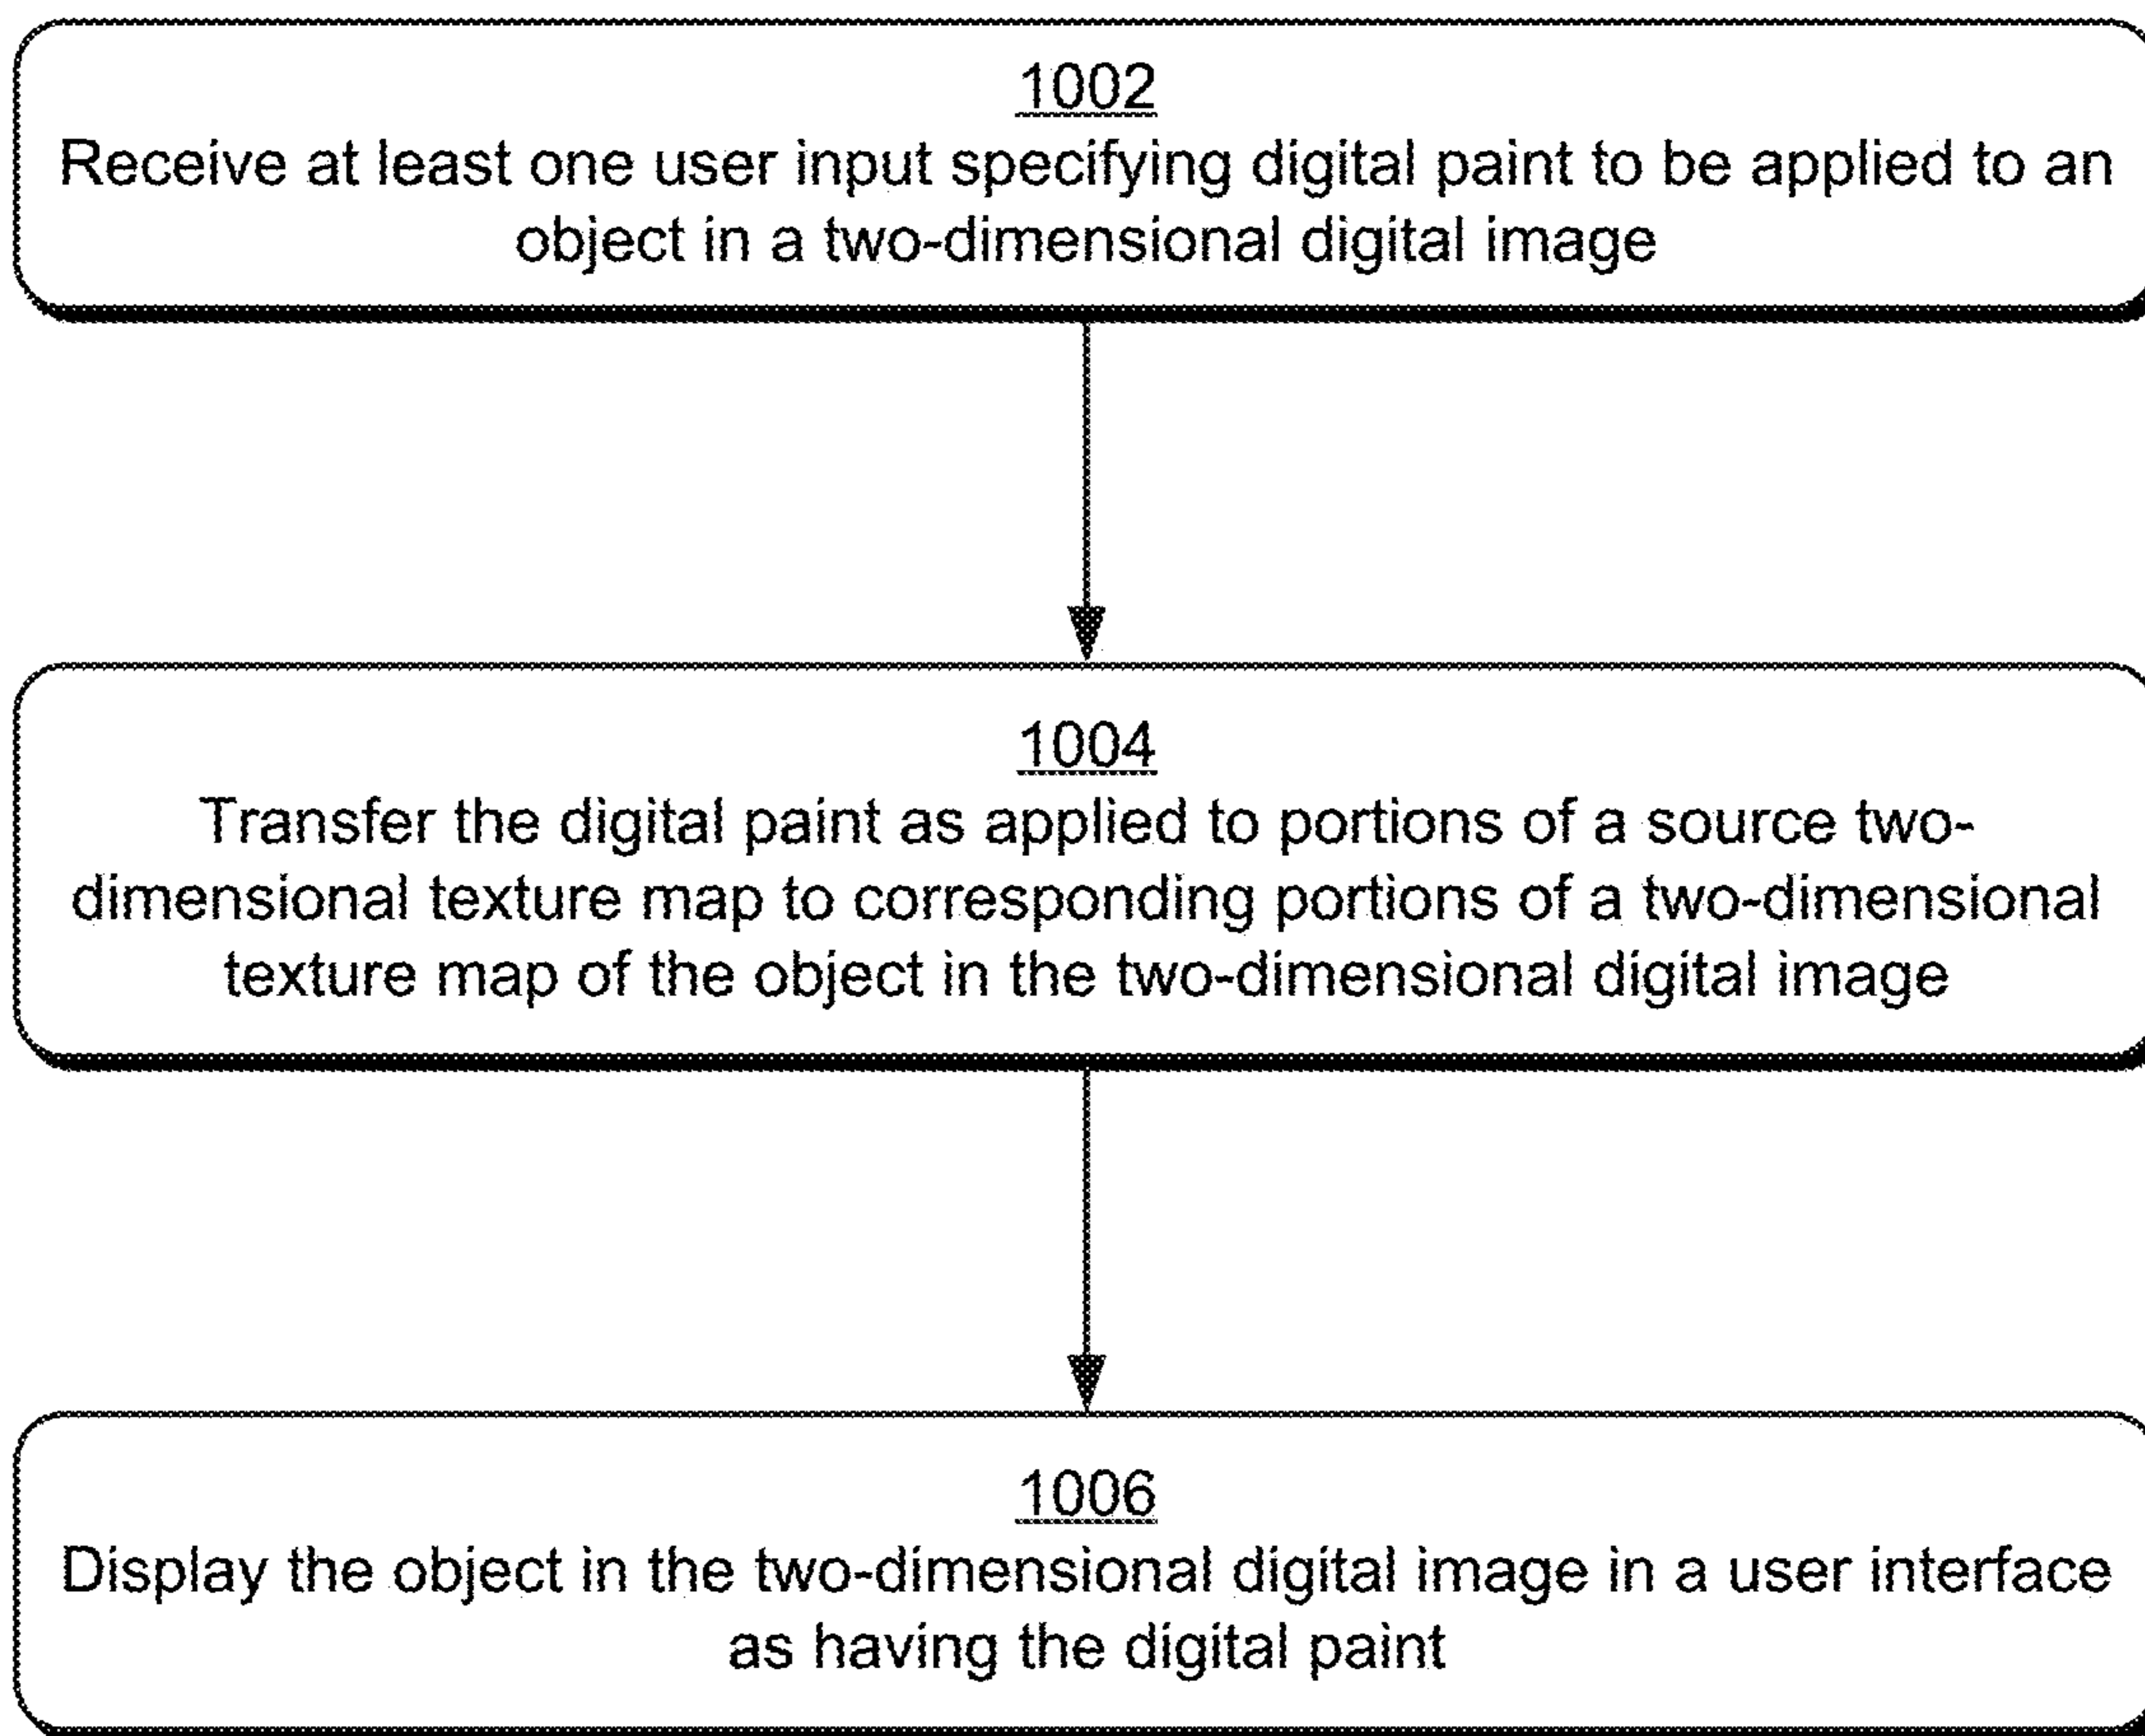 1002
Receive at least one user input specifying digital paint to be applied to an
object in a two-dimensional digital image
1004
Transfer the digital paint as applied to portions of a source two-
dimensional texture map to corresponding portions of a two-dimensional
texture map of the object in the two-dimensional digital image
1006
Display the object in the two-dimensional digital image in a user interface
as having the digital paint